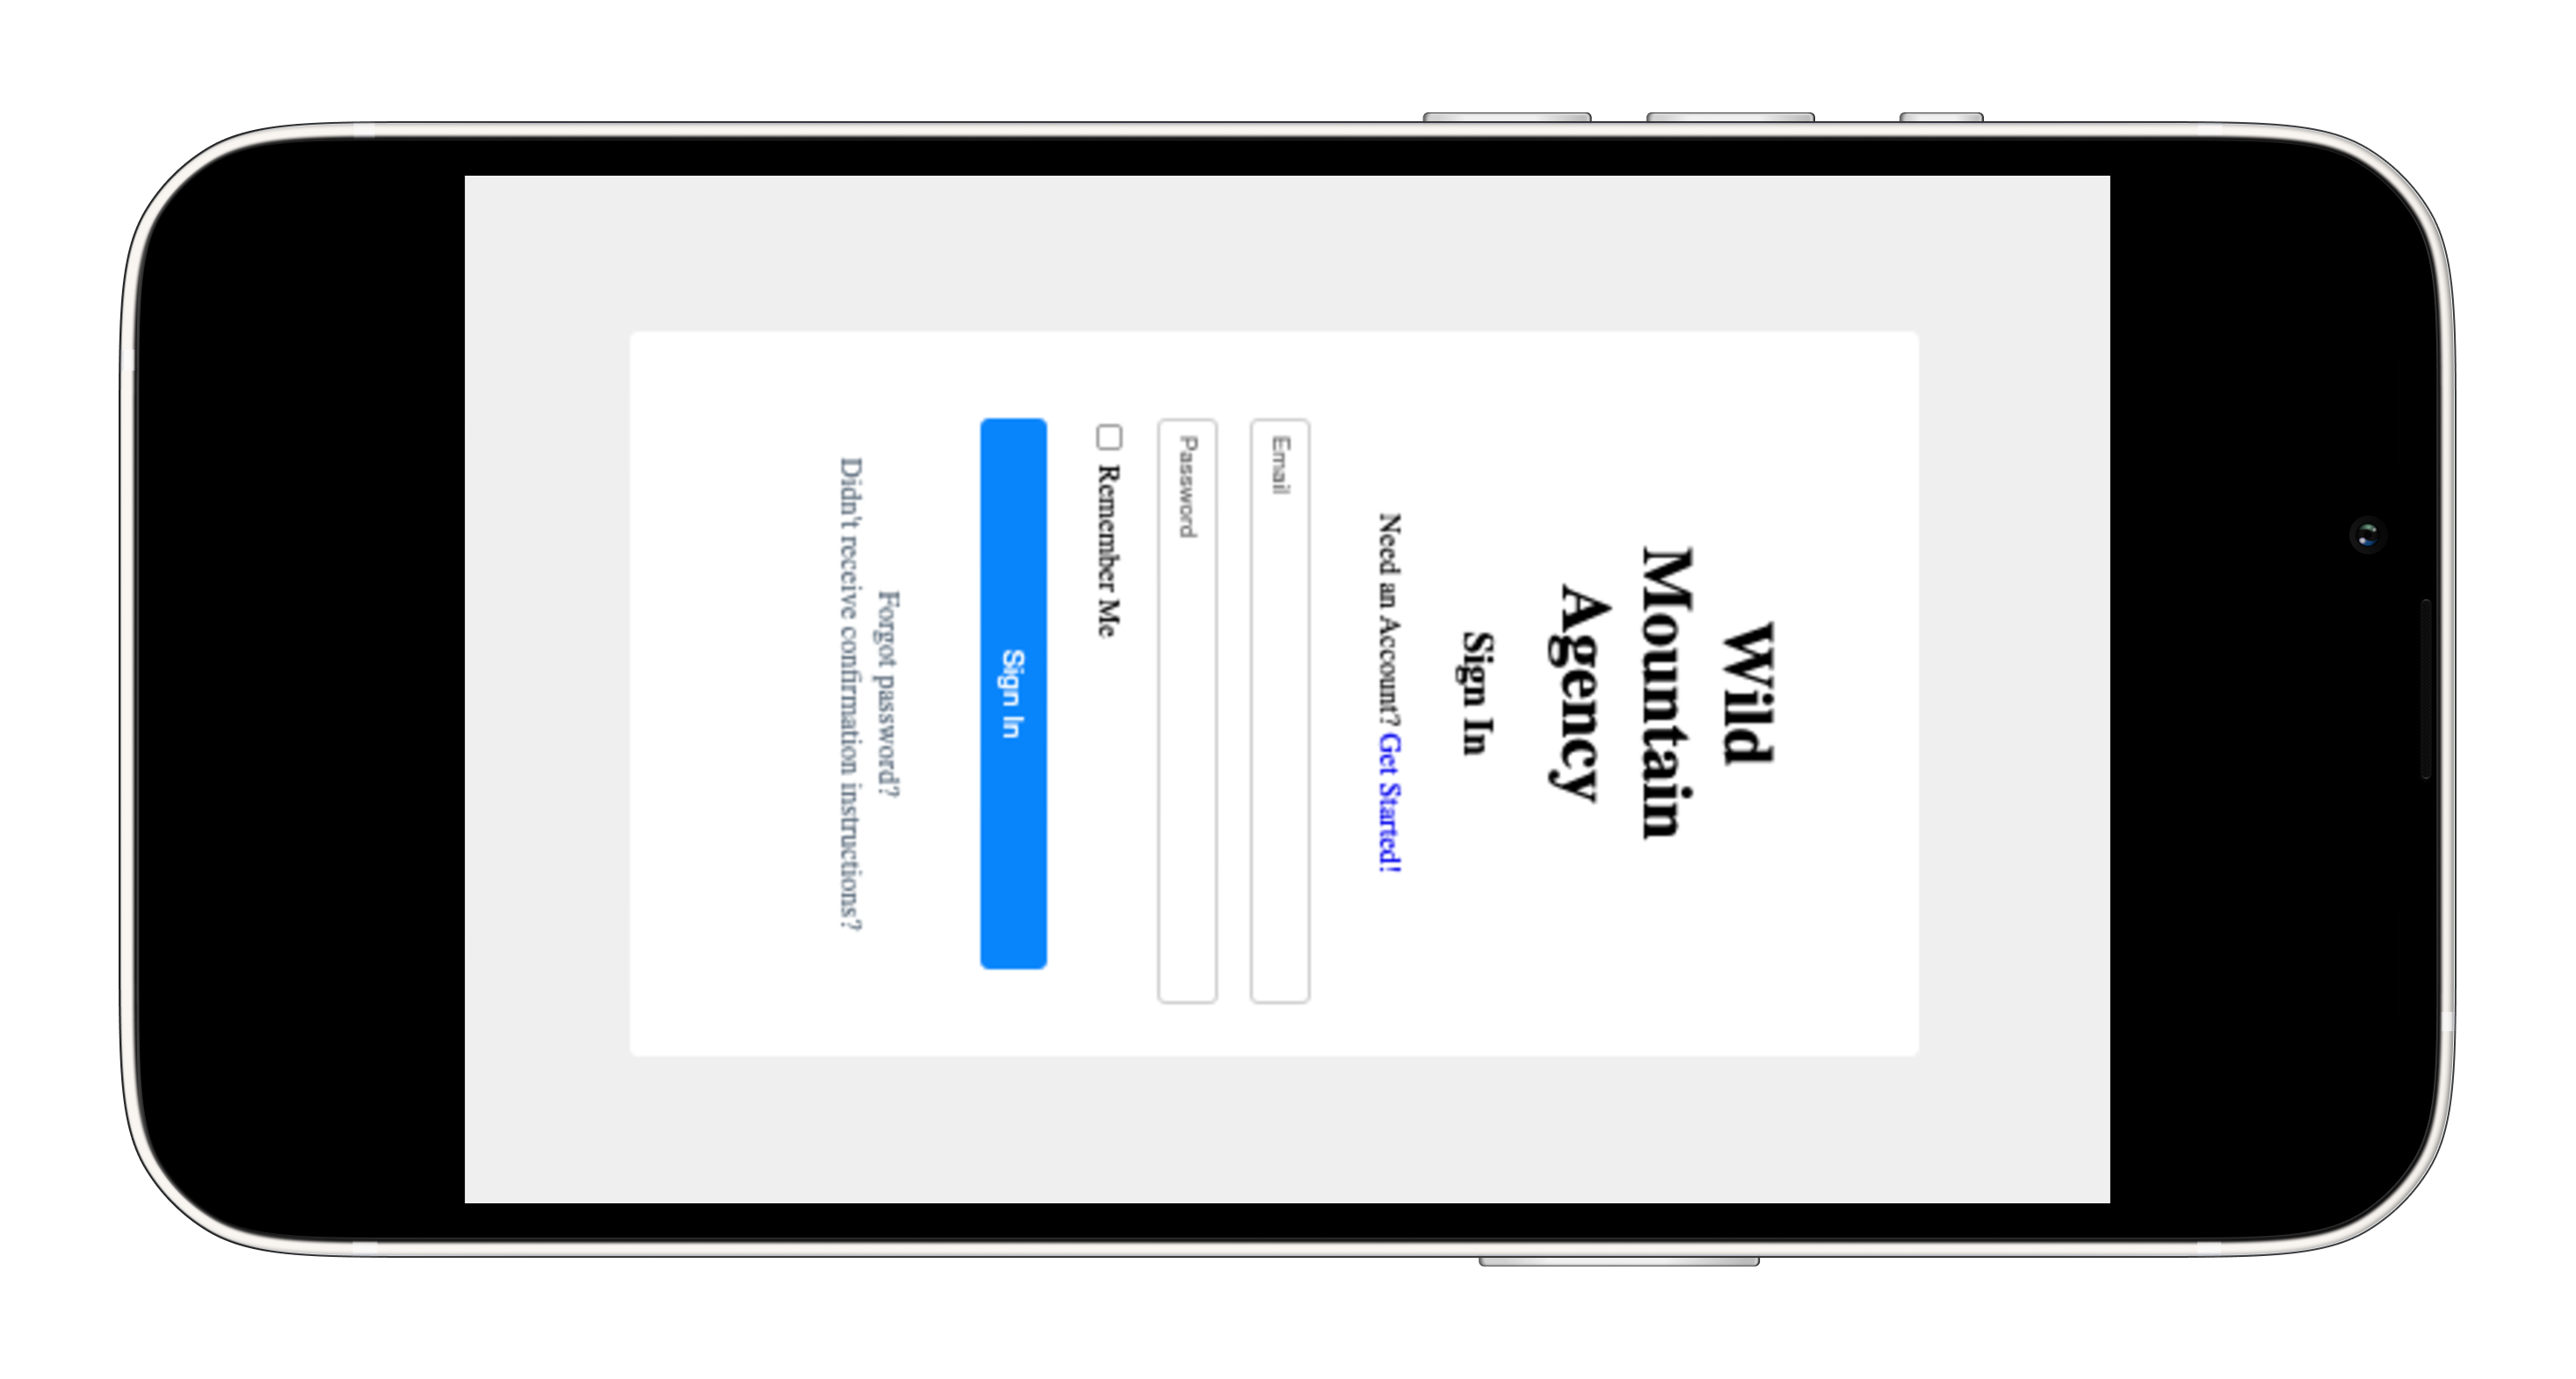 Wild
Mountain
Agency
Sign In
Need an Account? Get Started!
Email
Password
Remember Me
Sign In
Forgot password?
Didn't receive confirmation instructions?